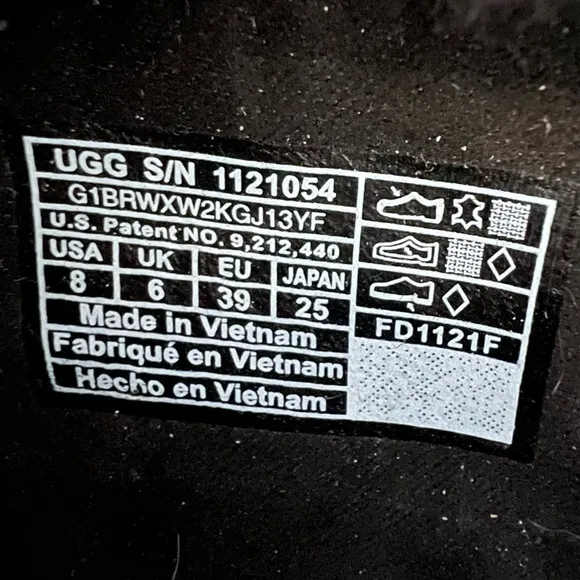 UGG S/N 1121054
G1BRWXW2KGJ13YF
U.S. Patent NO. 9,212,440
USA UK EU JAPAN
8 6 39 25
Made in Vietnam
Fabriqué en Vietnam
Hecho en Vietnam
FD1121F